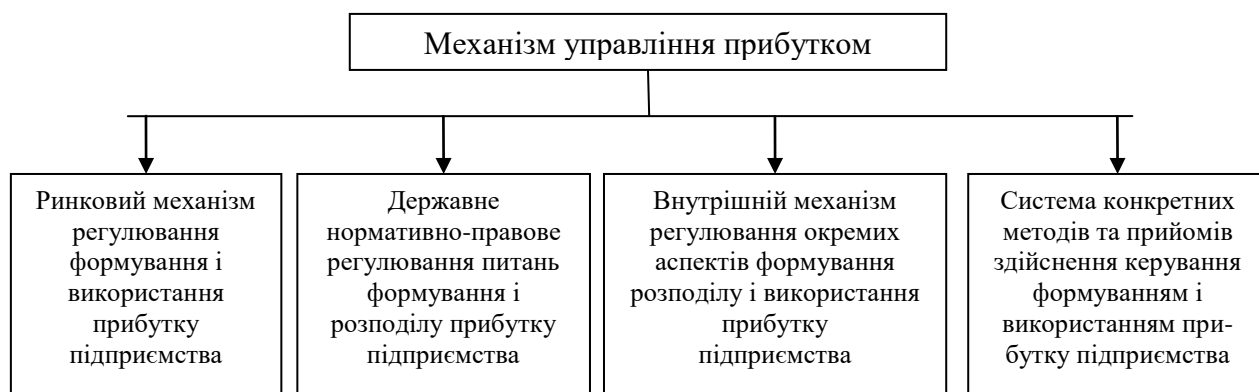 Механізм управління прибутком
Ринковий механізм
регулювання
формування і
використання
прибутку
підприємства
Державне
нормативно-правове
регулювання питань
формування і
розподілу прибутку
підприємства
Внутрішній механізм
регулювання окремих
аспектів формування
розподілу і використання
прибутку
підприємства
Система конкретних
методів та прийомів
здійснення керування
формуванням і
використанням при-
бутку підприємства